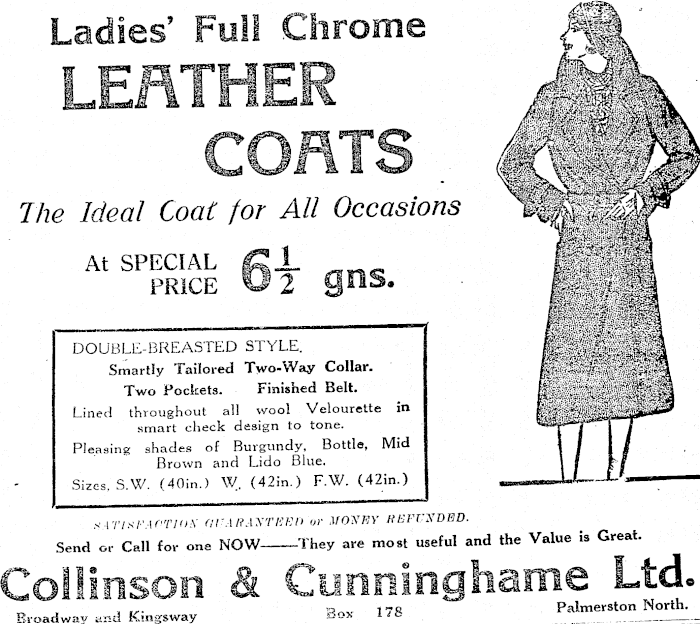 Ladies' Full Chrome
LEATHER
COATS
The Ideal Coat for All Occasions
At SPECIAL
PRICE
6½ gns.
DOUBLE-BREASTED STYLE.
Smartly Tailored Two-Way Collar.
Two Pockets. Finished Belt.
Lined throughout all wool Velourette in
smart check design to tone.
Pleasing shades of Burgundy, Bottle, Mid
Brown and Lido Blue.
Sizes, S.W. (40in.) W. (42in.) F.W. (42in.)
SATISFACTION GUARANTEED or MONEY REFUNDED.
Send or Call for one NOW——They are most useful and the Value is Great.
Collinson & Cunninghame Ltd.
Broadway and Kingsway Box 178 Palmerston North.